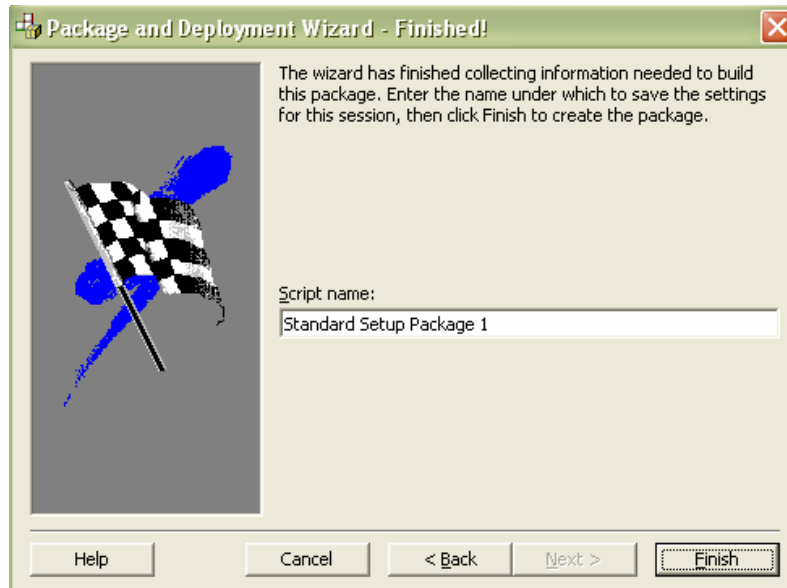 Package and Deployment Wizard - Finished!
The wizard has finished collecting information needed to build
this package. Enter the name under which to save the settings
for this session, then click Finish to create the package.
Script name:
Standard Setup Package 1
Help Cancel < Back Next > Finish